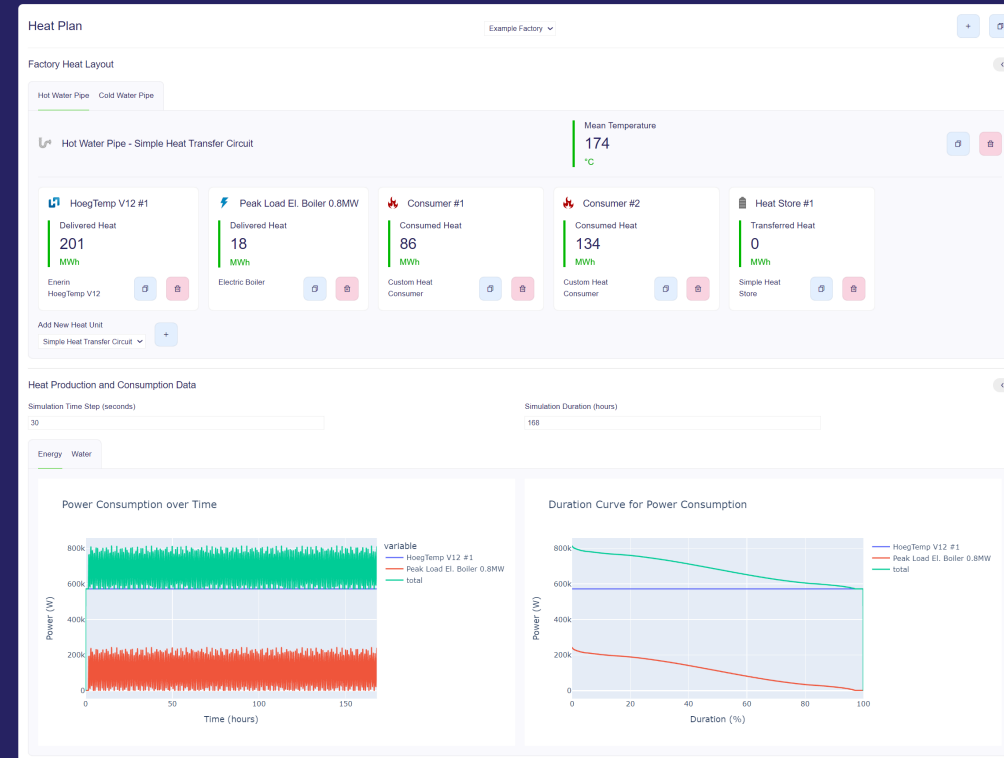 Heat Plan
Example Factory
+
Factory Heat Layout
Hot Water Pipe Cold Water Pipe
Hot Water Pipe - Simple Heat Transfer Circuit
Mean Temperature
174
°C
HoegTemp V12 #1
Delivered Heat
201
MWh
Enerin
HoegTemp V12
Peak Load El. Boiler 0.8MW
Delivered Heat
18
MWh
Electric Boiler
Consumer #1
Consumed Heat
86
MWh
Custom Heat
Consumer
Consumer #2
Consumed Heat
134
MWh
Custom Heat
Consumer
Heat Store #1
Transferred Heat
0
MWh
Simple Heat
Store
Add New Heat Unit
Simple Heat Transfer Circuit
+
Heat Production and Consumption Data
Simulation Time Step (seconds)
30
Simulation Duration (hours)
168
Energy Water
Power Consumption over Time
800k
600k
400k
200k
0
Power (W)
0 50 100 150
Time (hours)
variable
HoegTemp V12 #1
Peak Load El. Boiler 0.8MW
total
Duration Curve for Power Consumption
800k
600k
400k
200k
0
Power (W)
0 20 40 60 80 100
Duration (%)
HoegTemp V12 #1
Peak Load El. Boiler 0.8MW
total